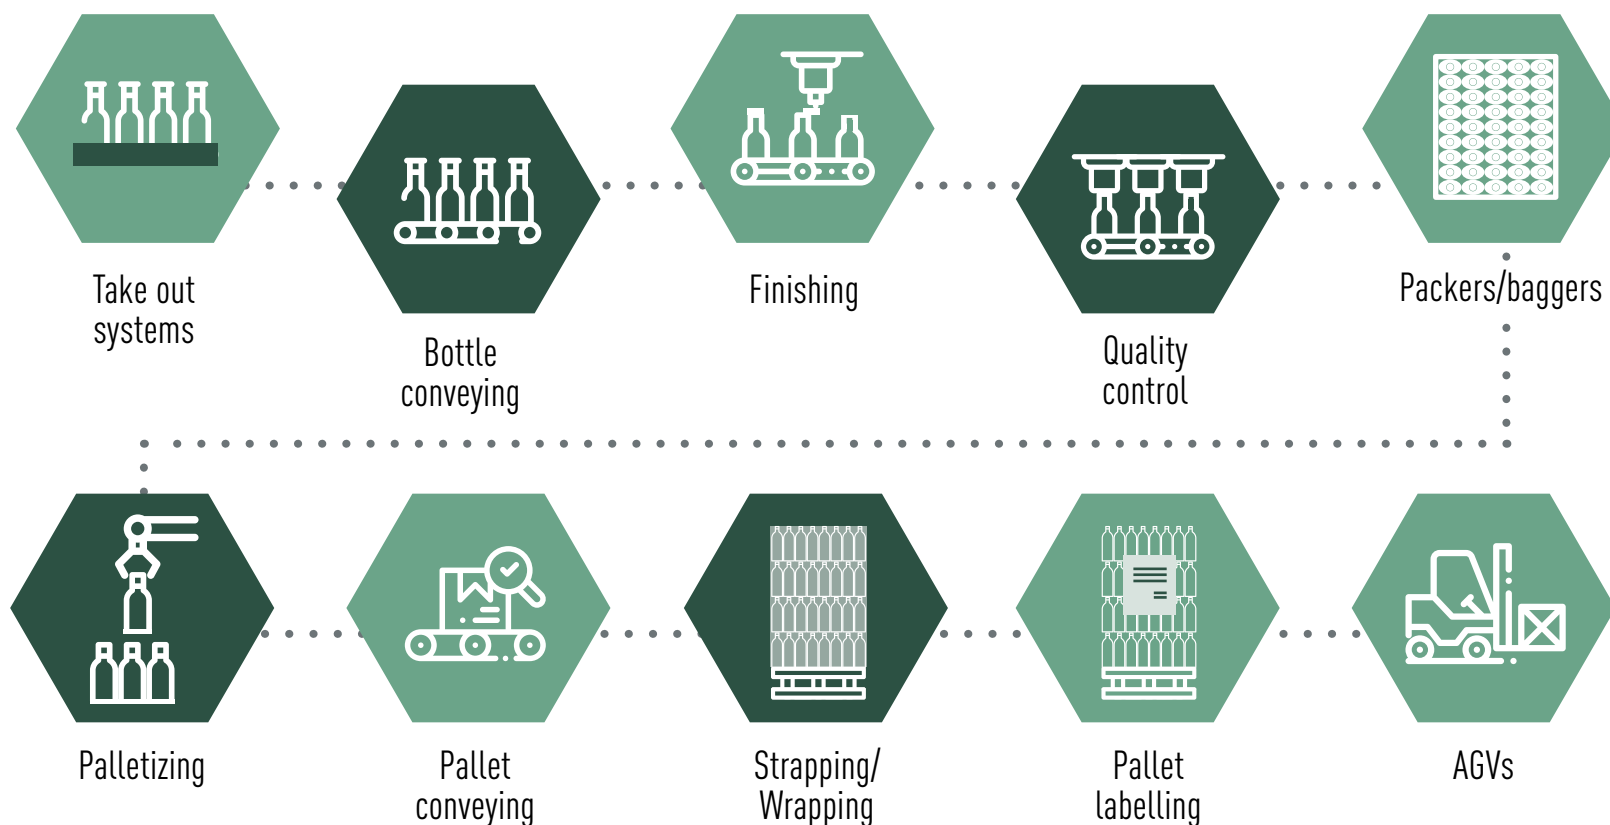 Take out
systems
Bottle
conveying
Finishing
Quality
control
Packers/baggers
Palletizing
Pallet
conveying
Strapping/
Wrapping
Pallet
labelling
AGVs